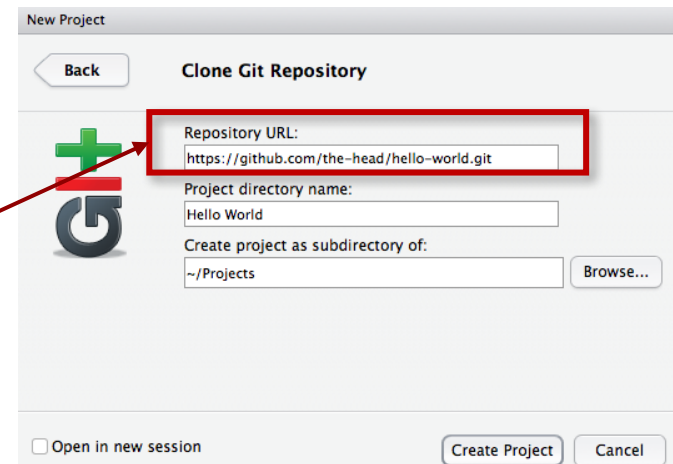 New Project
Back
Clone Git Repository
Repository URL:
https://github.com/the-head/hello-world.git
Project directory name:
Hello World
Create project as subdirectory of:
~/Projects
Browse...
git
Open in new session
Create Project
Cancel